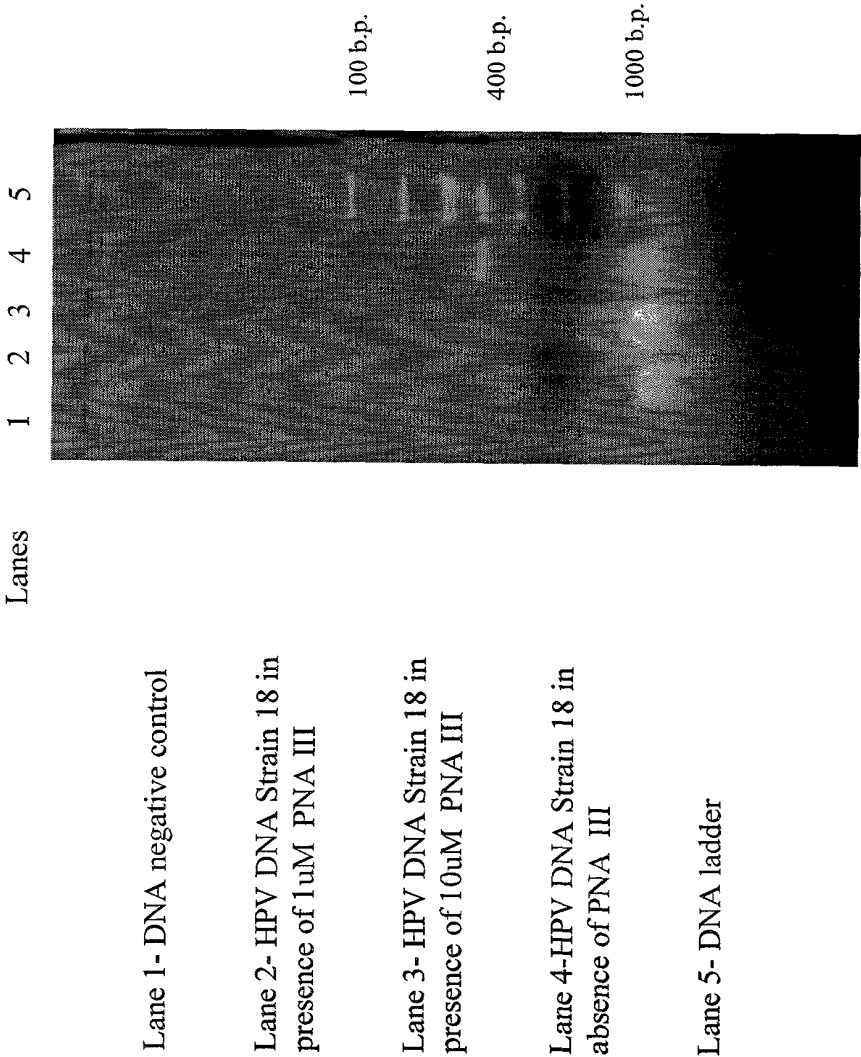 Lanes
1 2 3 4 5
100 b.p.
400 b.p.
1000 b.p.
Lane 1- DNA negative control
Lane 2- HPV DNA Strain 18 in
presence of 1uM PNA III
Lane 3- HPV DNA Strain 18 in
presence of 10uM PNA III
Lane 4-HPV DNA Strain 18 in
absence of PNA III
Lane 5- DNA ladder